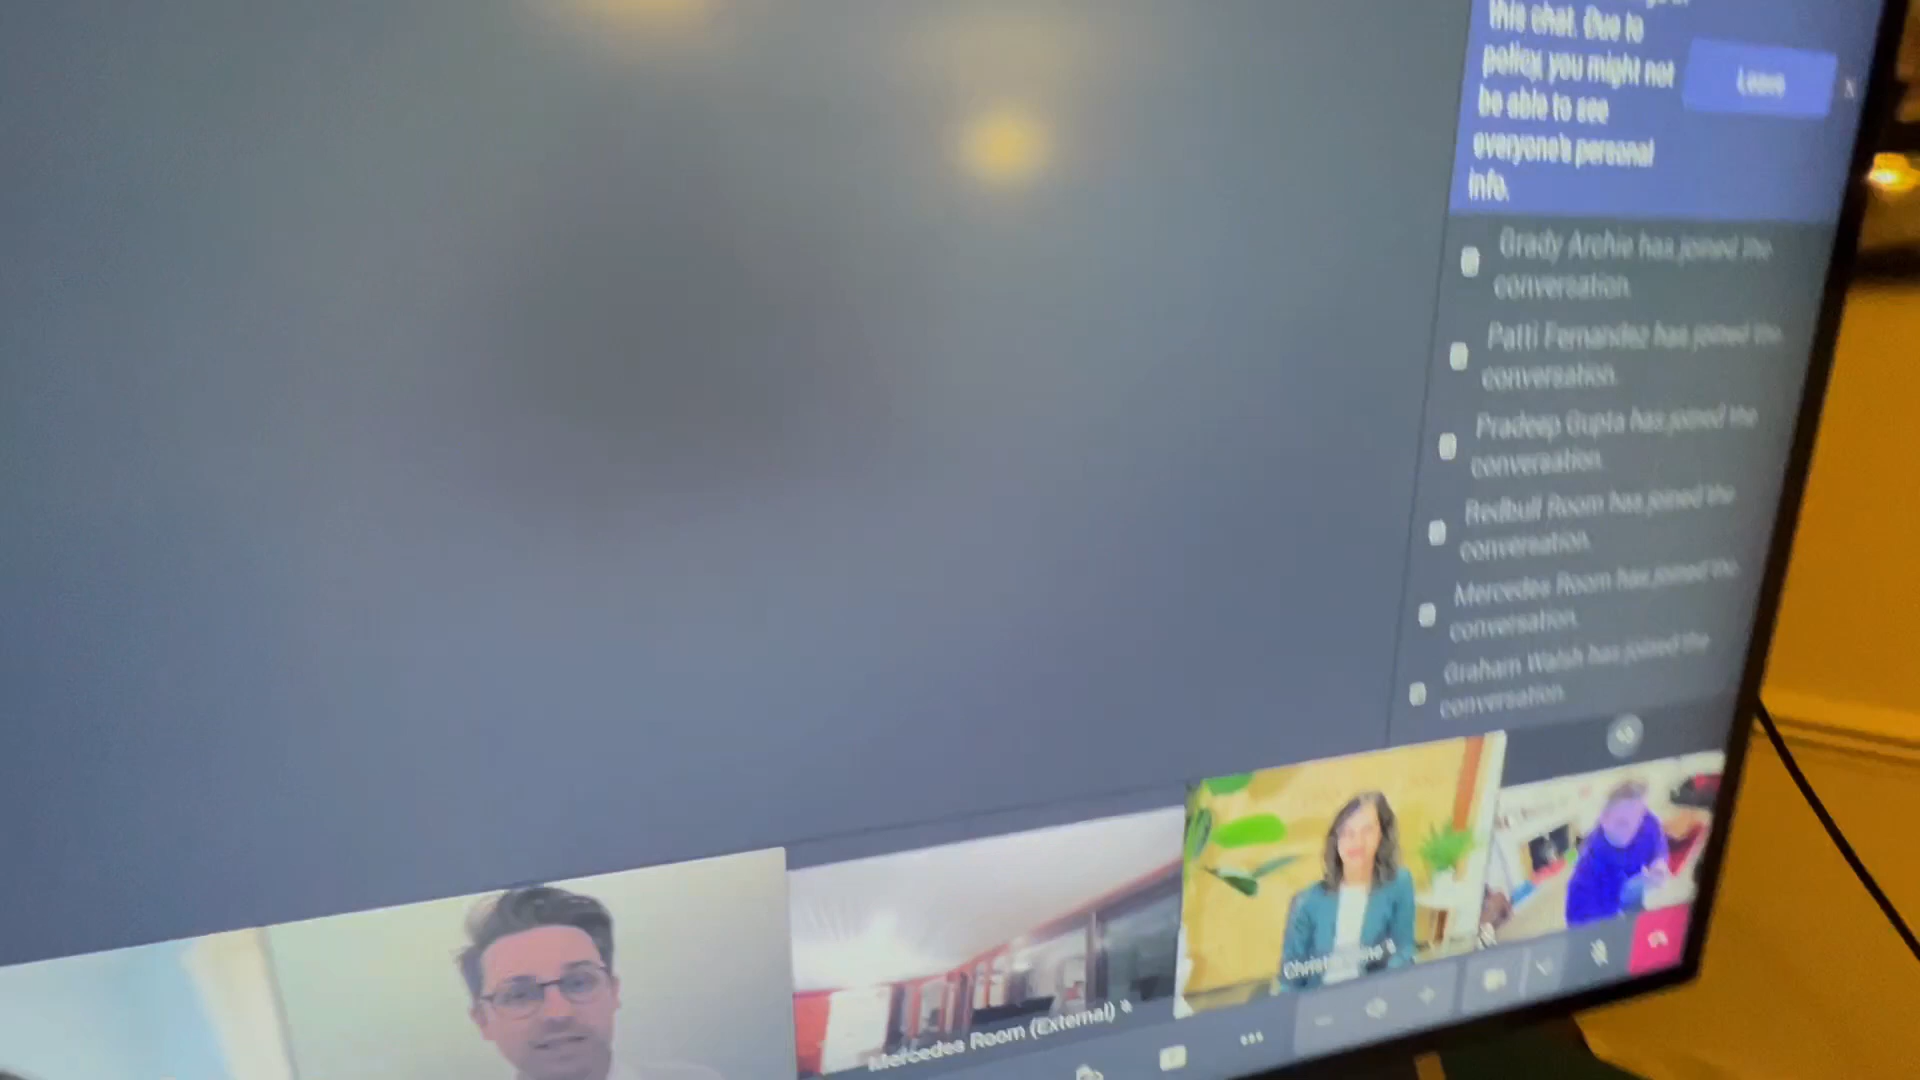 this chat. Due to
policy, you might not
be able to see
everyone's personal
info.
Leave
Grady Archie has joined the
conversation.
Patti Fernandez has joined the
conversation.
Pradeep Gupta has joined the
conversation.
Redbull Room has joined the
conversation.
Mercedes Room has joined the
conversation.
Graham Walsh has joined the
conversation.
Mercedes Room (External)